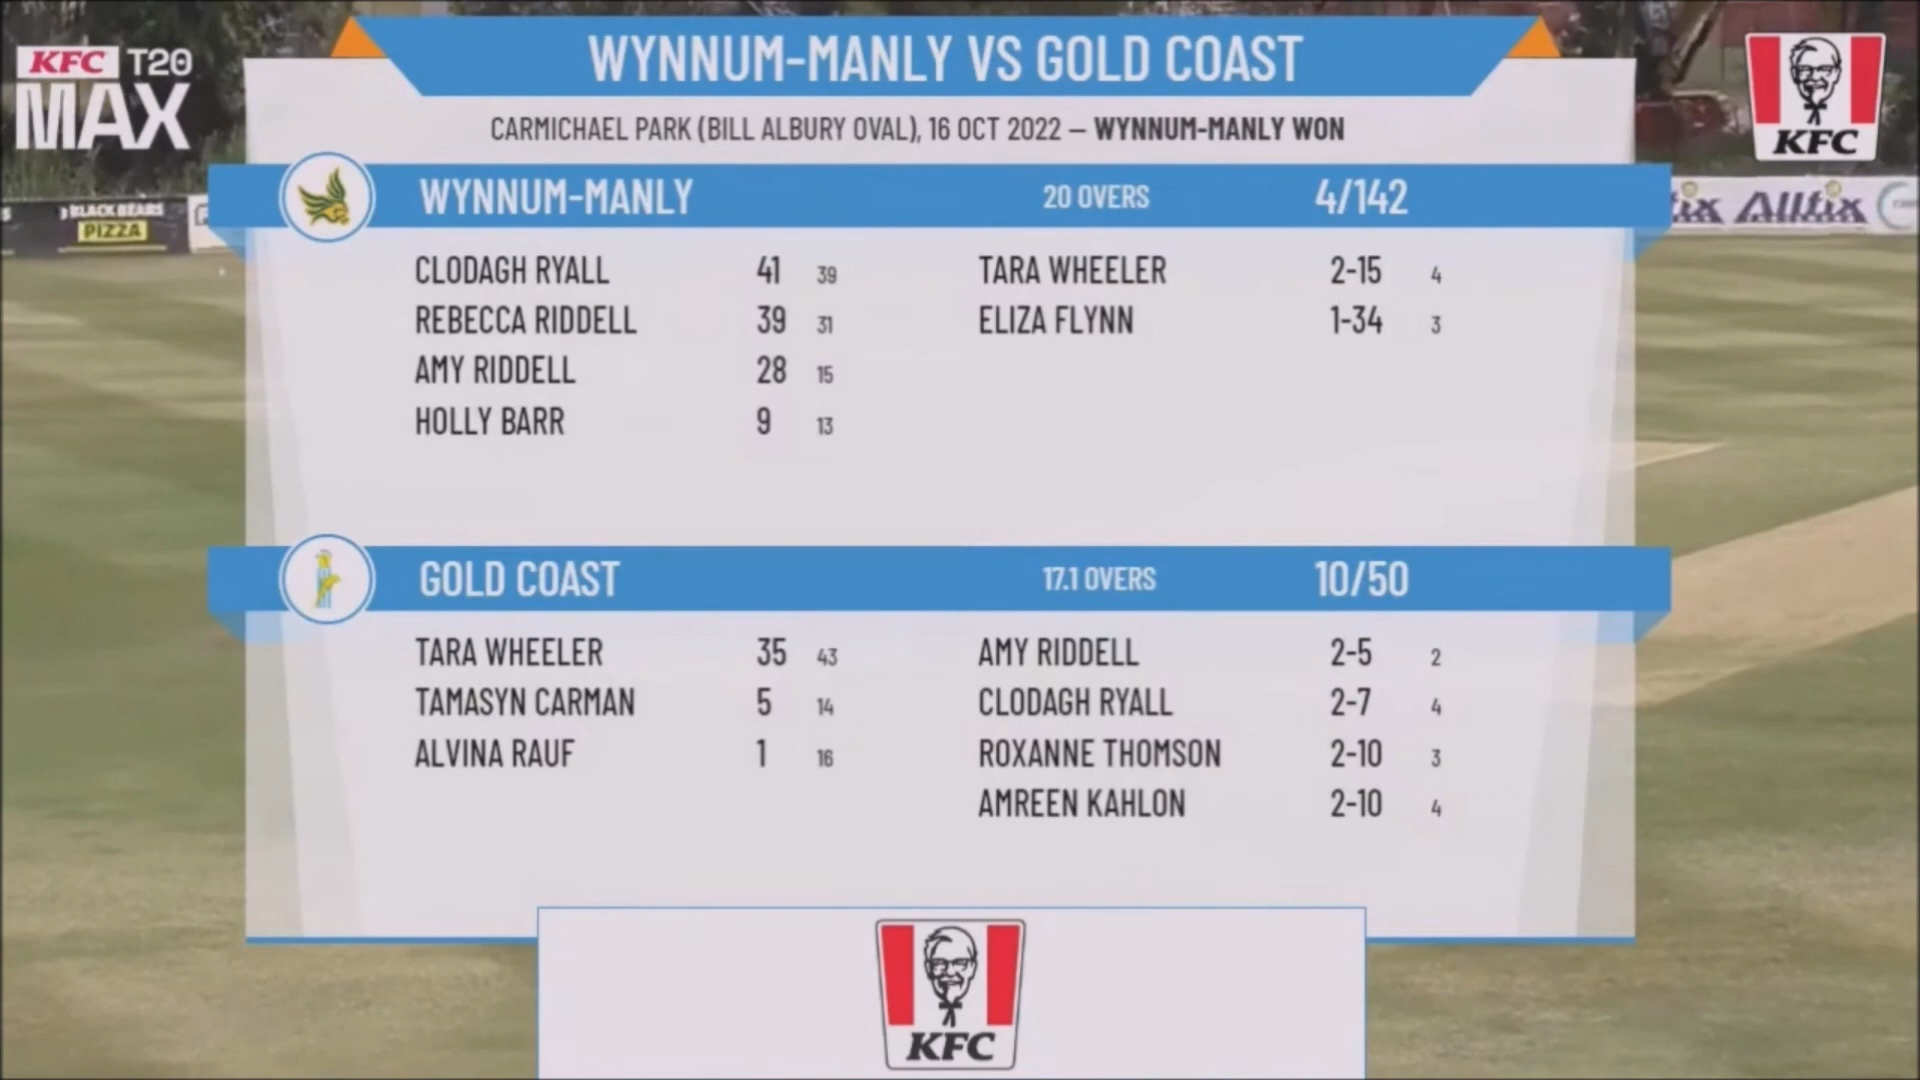 WYNNUM-MANLY VS GOLD COAST
KFC T20
MAX
KFC
CARMICHAEL PARK (BILL ALBURY OVAL), 16 OCT 2022 – WYNNUM-MANLY WON
WYNNUM-MANLY 20 OVERS 4/142
BLACK BEARS
PIZZA
Allfix
CLODAGH RYALL 41 39 TARA WHEELER 2-15 4
REBECCA RIDDELL 39 31 ELIZA FLYNN 1-34 3
AMY RIDDELL 28 15
HOLLY BARR 9 13
GOLD COAST 17.1 OVERS 10/50
TARA WHEELER 35 43 AMY RIDDELL 2-5 2
TAMASYN CARMAN 5 14 CLODAGH RYALL 2-7 4
ALVINA RAUF 1 16 ROXANNE THOMSON 2-10 3
AMREEN KAHLON 2-10 4
KFC